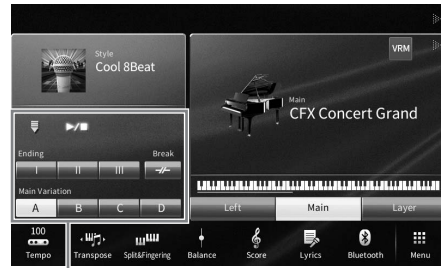 Style
Cool 8Beat
VRM
Main
CFX Concert Grand
Ending
Break
I
II
III
Main Variation
A
B
C
D
Left
Main
Layer
100
Tempo
Transpose
Split&Fingering
Balance
Score
Lyrics
Bluetooth
Menu